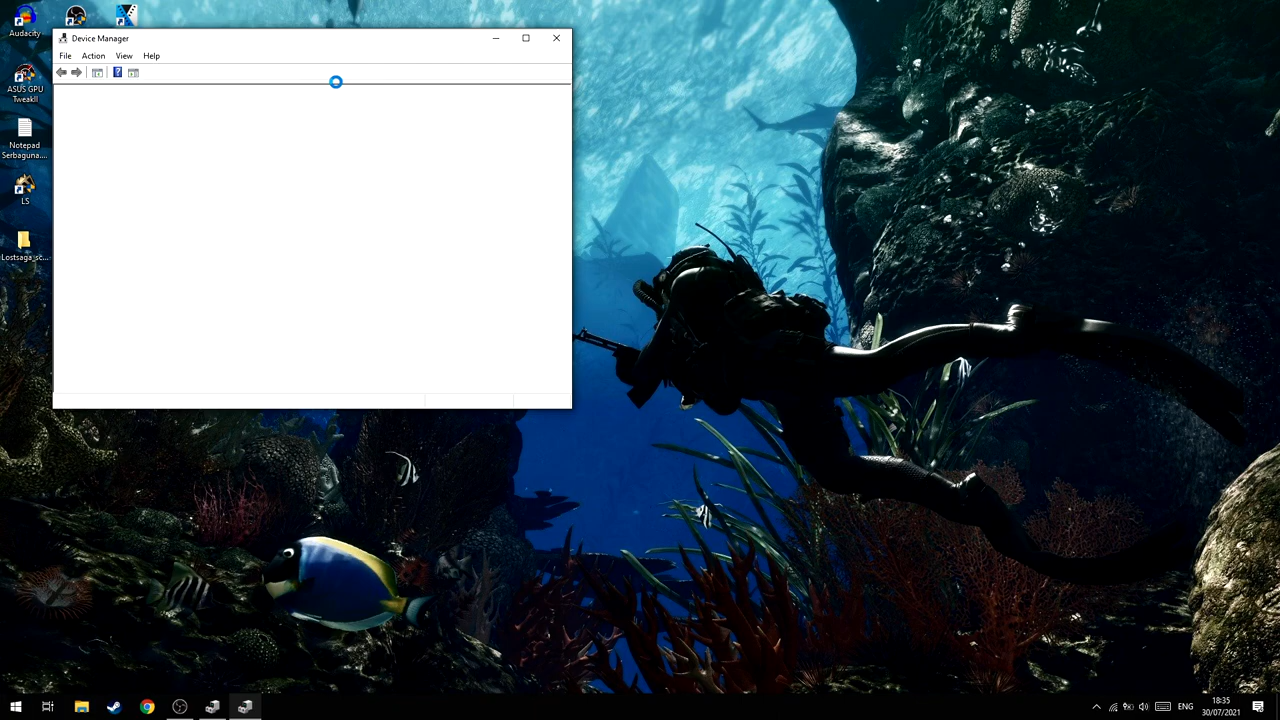 Audacity
Device Manager
File Action View Help
ASUS GPU
TweakII
Notepad
Serbaguna....
LS
Lostsaga_sc...
ENG
18:35
30/07/2021